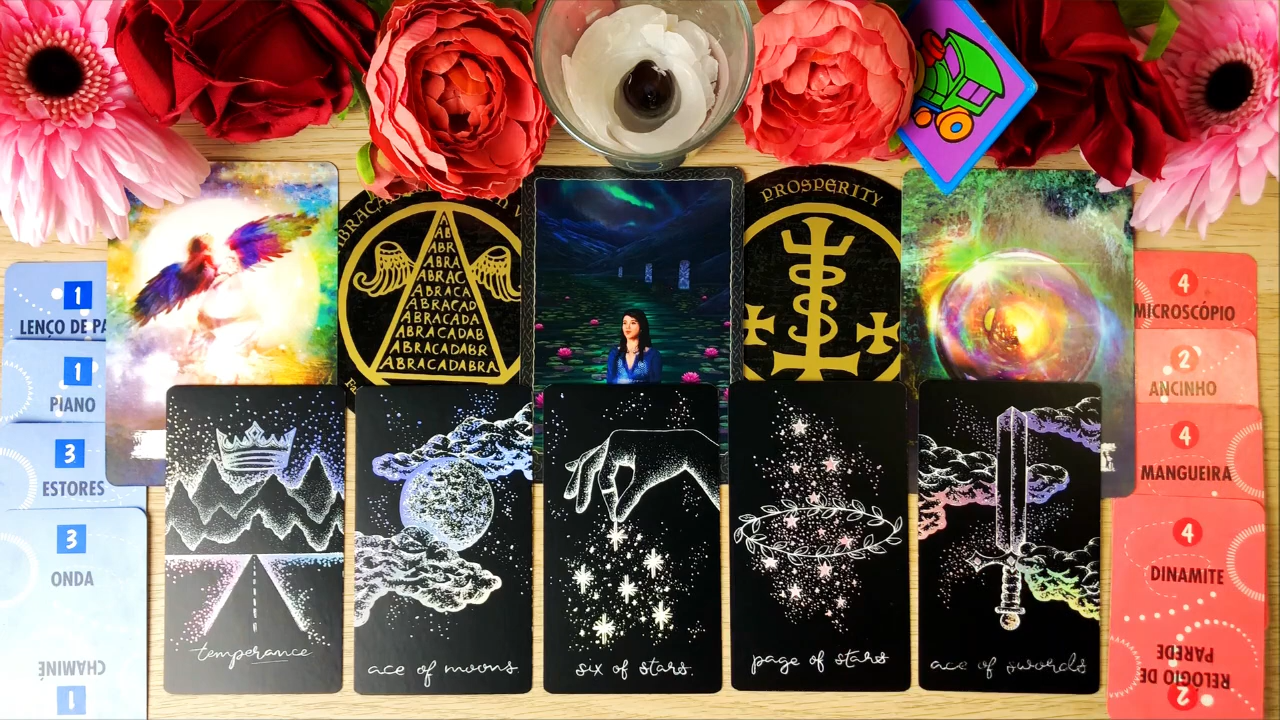 PROSPERITY
AB
ABR
ABRA
ABRAC
ABRACA
ABRACAD
ABRACADA
ABRACADAB
ABRACADABR
ABRACADABRA
1
LENÇO DE PA
1
PIANO
3
ESTORES
3
ONDA
CHAMINÉ
1
4
MICROSCÓPIO
2
ANCINHO
4
MANGUEIRA
4
DINAMITE
RELÓGIO DE
PAREDE
2
temperance
ace of moons.
six of stars.
page of stars
ace of swords